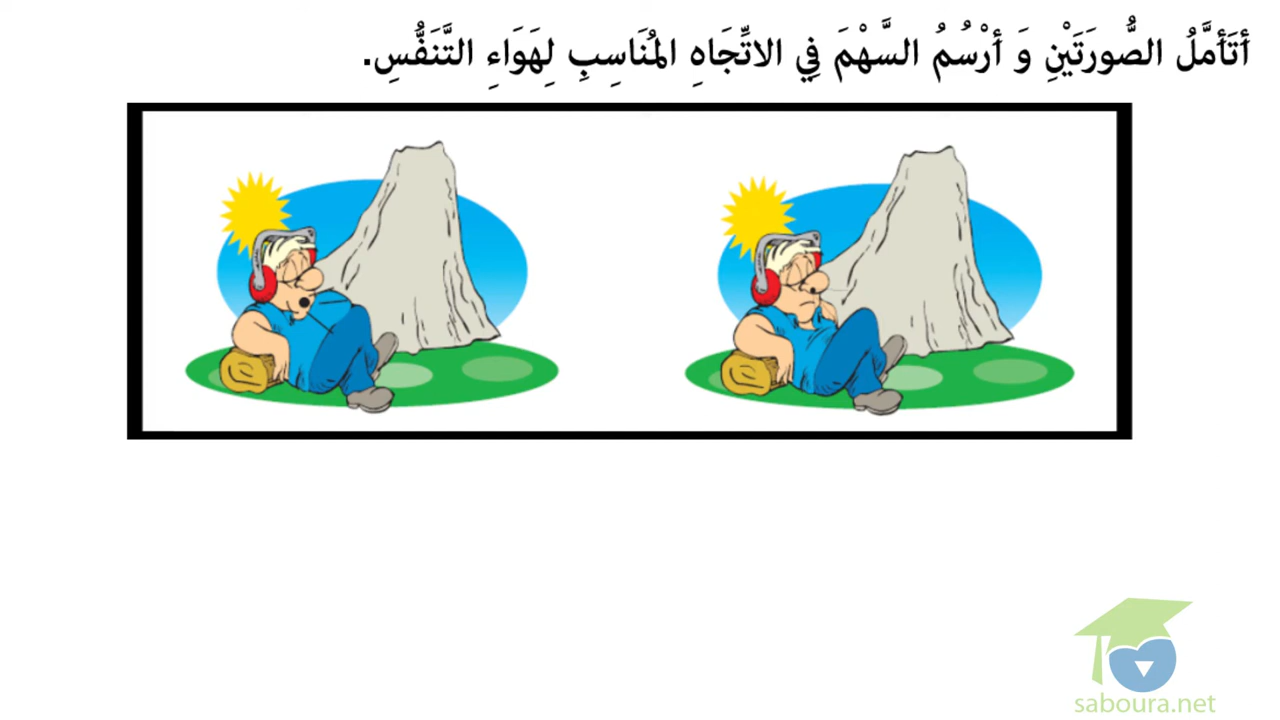 أَتَأَمَّلُ الصُّورَتَيْنِ وَ أَرْسُمُ السَّهْمَ فِي الاتِّجَاهِ المُنَاسِبِ لِهَوَاءِ التَّنَفُّسِ.
saboura.net